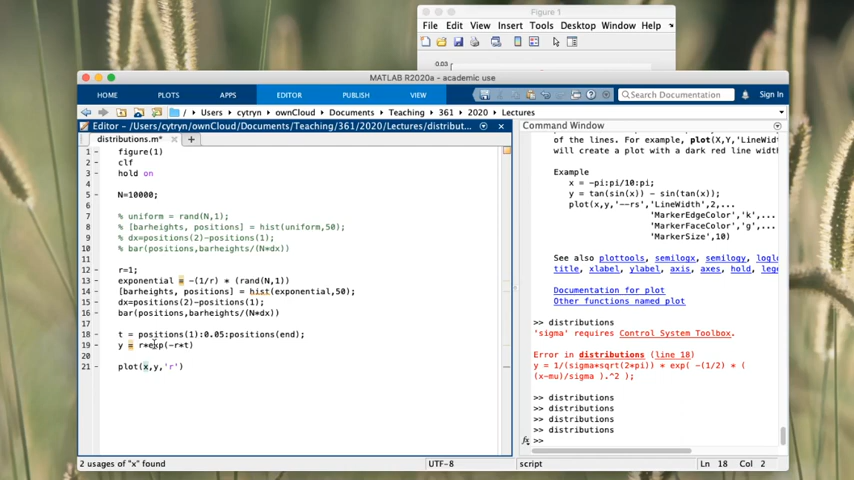 Figure 1
File Edit View Insert Tools Desktop Window Help
0.03
MATLAB R2020a - academic use
HOME PLOTS APPS EDITOR PUBLISH VIEW Search Documentation Sign In
/ Users cytryn ownCloud Documents Teaching 361 2020 Lectures
Editor - /Users/cytryn/ownCloud/Documents/Teaching/361/2020/Lectures/distribut...
distributions.m*
1 figure(1)
2 clf
3 hold on
4
5 N=10000;
6
7 % uniform = rand(N,1);
8 % [barheights, positions] = hist(uniform,50);
9 % dx=positions(2)-positions(1);
10 % bar(positions,barheights/(N*dx))
11
12 r=1;
13 exponential = -(1/r) * (rand(N,1))
14 [barheights, positions] = hist(exponential,50);
15 dx=positions(2)-positions(1);
16 bar(positions,barheights/(N*dx))
17
18 t = positions(1):0.05:positions(end);
19 y = r*exp(-r*t)
20
21 plot(x,y,'r')
Command Window
of the lines. For example, plot(X,Y,'LineWidth
will create a plot with a dark red line width
Example
x = -pi:pi/10:pi;
y = tan(sin(x)) - sin(tan(x));
plot(x,y,'--rs','LineWidth',2,...
'MarkerEdgeColor','k',...
'MarkerFaceColor','g',...
'MarkerSize',10)
See also plottools, semilogx, semilogy, loglo
title, xlabel, ylabel, axis, axes, hold, lege
Documentation for plot
Other functions named plot
>> distributions
'sigma' requires Control System Toolbox.
Error in distributions (line 18)
y = 1/(sigma*sqrt(2*pi)) * exp( -(1/2) * (
(x-mu)/sigma ).^2 );
>> distributions
>> distributions
>> distributions
>> distributions
fx >>
2 usages of "x" found UTF-8 script Ln 18 Col 2